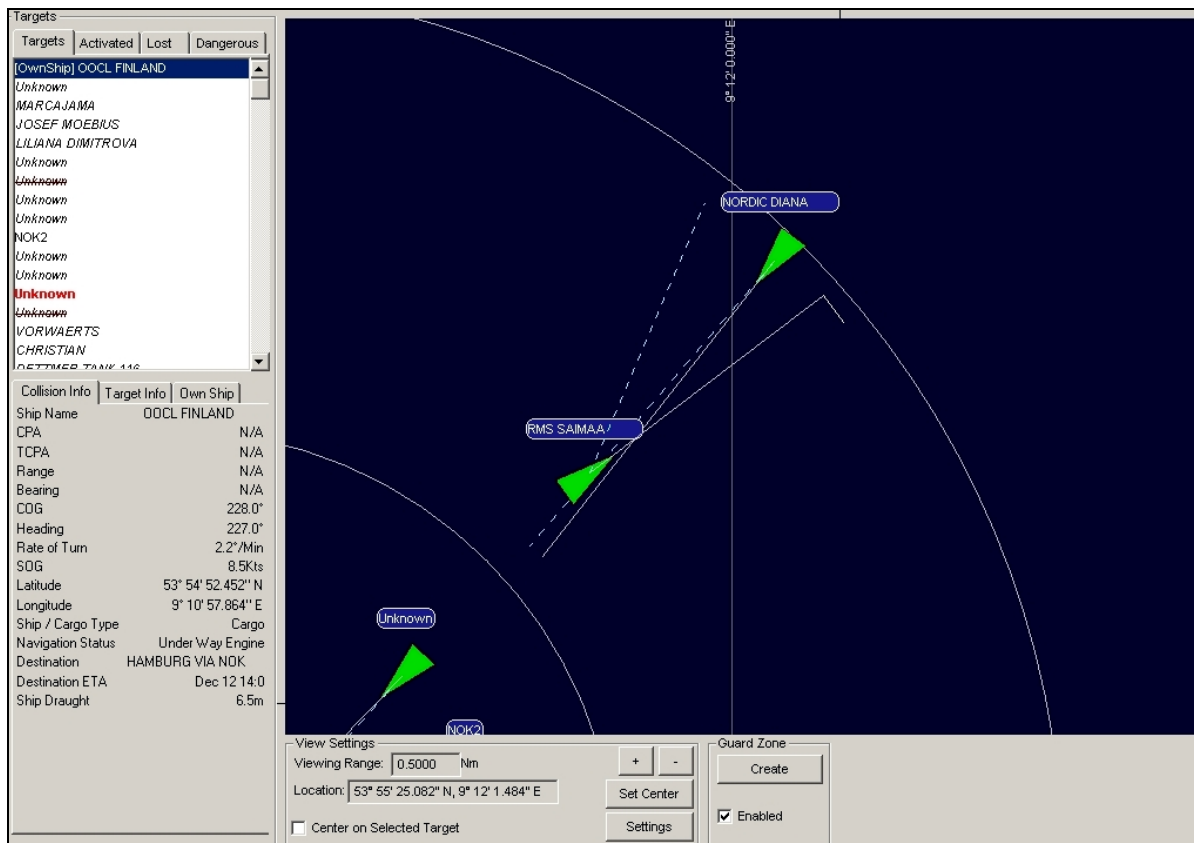 Targets
Targets Activated Lost Dangerous
[OwnShip] OOCL FINLAND
Unknown
MARCAJAMA
JOSEF MOEBIUS
LILIANA DIMITROVA
Unknown
Unknown
Unknown
Unknown
NOK2
Unknown
Unknown
Unknown
Unknown
VORWAERTS
CHRISTIAN
DETTMER TANK 116
Collision Info Target Info Own Ship
Ship Name OOCL FINLAND
CPA N/A
TCPA N/A
Range N/A
Bearing N/A
COG 228.0°
Heading 227.0°
Rate of Turn 2.2°/Min
SOG 8.5Kts
Latitude 53° 54' 52.452" N
Longitude 9° 10' 57.864" E
Ship / Cargo Type Cargo
Navigation Status Under Way Engine
Destination HAMBURG VIA NOK
Destination ETA Dec 12 14:0
Ship Draught 6.5m
9° 12' 0.000" E
NORDIC DIANA
RMS SAIMAA
Unknown
NOK2
View Settings
Viewing Range: 0.5000 Nm
+ -
Location: 53° 55' 25.082" N, 9° 12' 1.484" E
Set Center
Center on Selected Target
Settings
Guard Zone
Create
Enabled